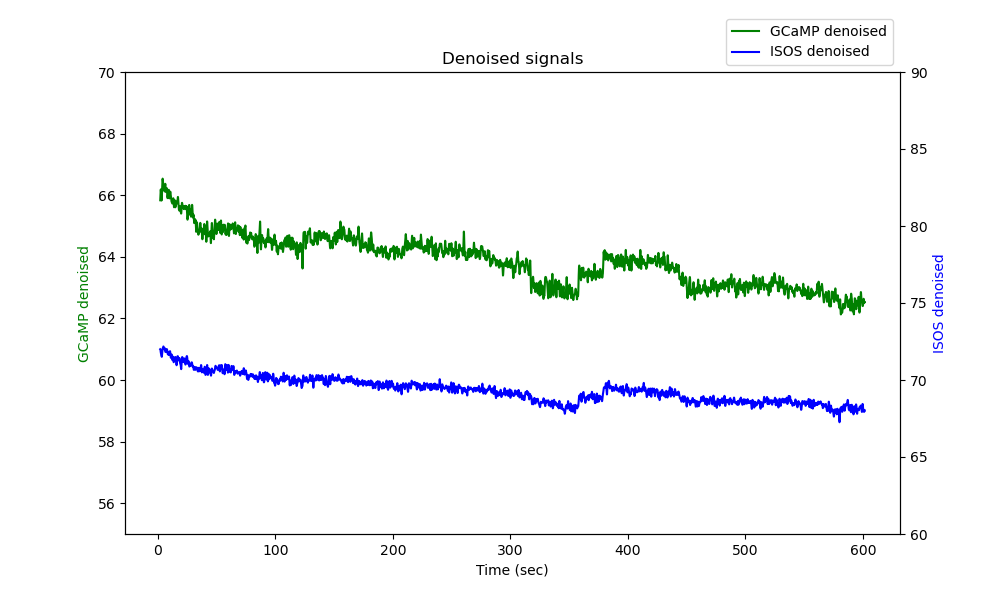 GCaMP denoised
ISOS denoised
Denoised signals
70
68
66
64
62
60
58
56
GCaMP denoised
90
85
80
75
70
65
60
ISOS denoised
0 100 200 300 400 500 600
Time (sec)